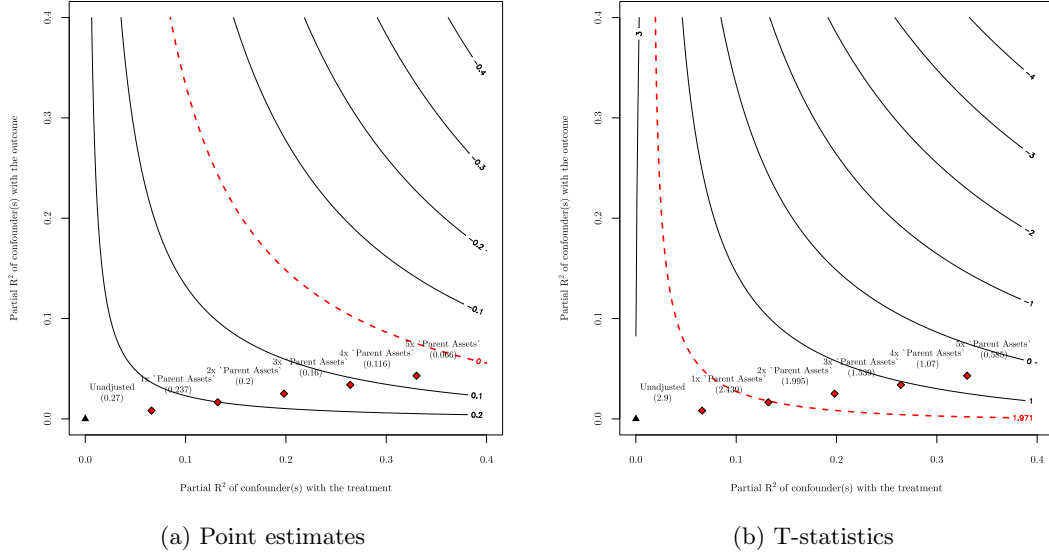 0.4
0.3
0.2
0.1
0.0
Partial R² of confounder(s) with the outcome
-0.4
-0.3
-0.2
-0.1
0
0.1
0.2
Unadjusted
(0.27)
1x `Parent Assets`
(0.237)
2x `Parent Assets`
(0.2)
3x `Parent Assets`
(0.16)
4x `Parent Assets`
(0.116)
5x `Parent Assets`
(0.066)
0.0 0.1 0.2 0.3 0.4
Partial R² of confounder(s) with the treatment
(a) Point estimates
0.4
0.3
0.2
0.1
0.0
Partial R² of confounder(s) with the outcome
3
-4
-3
-2
-1
0
1
1.971
Unadjusted
(2.9)
1x `Parent Assets`
(2.439)
2x `Parent Assets`
(1.995)
3x `Parent Assets`
(1.539)
4x `Parent Assets`
(1.07)
5x `Parent Assets`
(0.585)
0.0 0.1 0.2 0.3 0.4
Partial R² of confounder(s) with the treatment
(b) T-statistics